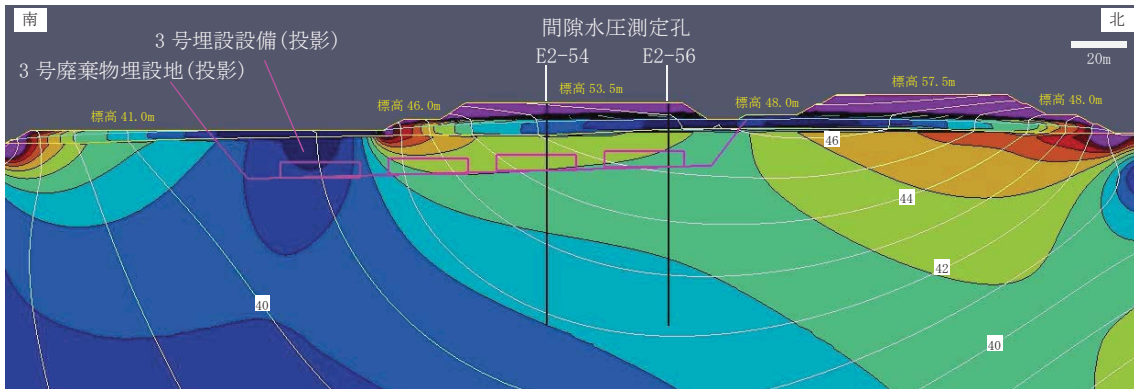 南
北
3号埋設設備(投影)
3号廃棄物埋設地(投影)
間隙水圧測定孔
E2-54
E2-56
20m
標高 41.0m
標高 46.0m
標高 53.5m
標高 48.0m
標高 57.5m
標高 48.0m
46
44
42
40
40